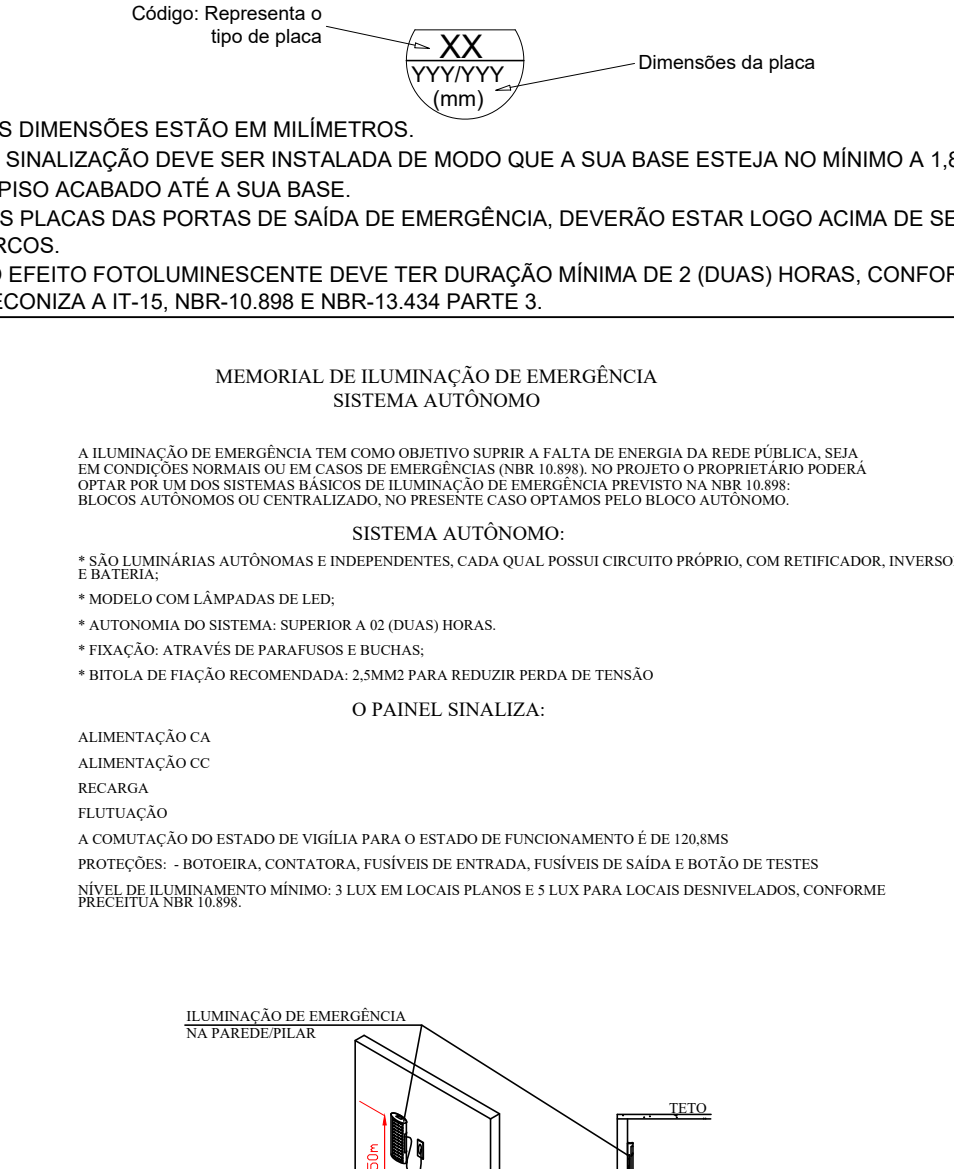 Código: Representa o
tipo de placa
XX
YYY/YYY
(mm)
Dimensões da placa
S DIMENSÕES ESTÃO EM MILÍMETROS.
SINALIZAÇÃO DEVE SER INSTALADA DE MODO QUE A SUA BASE ESTEJA NO MÍNIMO A 1,8
PISO ACABADO ATÉ A SUA BASE.
S PLACAS DAS PORTAS DE SAÍDA DE EMERGÊNCIA, DEVERÃO ESTAR LOGO ACIMA DE SE
RCOS.
O EFEITO FOTOLUMINESCENTE DEVE TER DURAÇÃO MÍNIMA DE 2 (DUAS) HORAS, CONFOR
ECONIZA A IT-15, NBR-10.898 E NBR-13.434 PARTE 3.
MEMORIAL DE ILUMINAÇÃO DE EMERGÊNCIA
SISTEMA AUTÔNOMO
A ILUMINAÇÃO DE EMERGÊNCIA TEM COMO OBJETIVO SUPRIR A FALTA DE ENERGIA DA REDE PÚBLICA, SEJA
EM CONDIÇÕES NORMAIS OU EM CASOS DE EMERGÊNCIAS (NBR 10.898). NO PROJETO O PROPRIETÁRIO PODERÁ
OPTAR POR UM DOS SISTEMAS BÁSICOS DE ILUMINAÇÃO DE EMERGÊNCIA PREVISTO NA NBR 10.898:
BLOCOS AUTÔNOMOS OU CENTRALIZADO, NO PRESENTE CASO OPTAMOS PELO BLOCO AUTÔNOMO.
SISTEMA AUTÔNOMO:
* SÃO LUMINÁRIAS AUTÔNOMAS E INDEPENDENTES, CADA QUAL POSSUI CIRCUITO PRÓPRIO, COM RETIFICADOR, INVERSO
E BATERIA;
* MODELO COM LÂMPADAS DE LED;
* AUTONOMIA DO SISTEMA: SUPERIOR A 02 (DUAS) HORAS.
* FIXAÇÃO: ATRAVÉS DE PARAFUSOS E BUCHAS;
* BITOLA DE FIAÇÃO RECOMENDADA: 2,5MM2 PARA REDUZIR PERDA DE TENSÃO
O PAINEL SINALIZA:
ALIMENTAÇÃO CA
ALIMENTAÇÃO CC
RECARGA
FLUTUAÇÃO
A COMUTAÇÃO DO ESTADO DE VIGÍLIA PARA O ESTADO DE FUNCIONAMENTO É DE 120,8MS
PROTEÇÕES: - BOTOEIRA, CONTATORA, FUSÍVEIS DE ENTRADA, FUSÍVEIS DE SAÍDA E BOTÃO DE TESTES
NÍVEL DE ILUMINAMENTO MÍNIMO: 3 LUX EM LOCAIS PLANOS E 5 LUX PARA LOCAIS DESNIVELADOS, CONFORME
PRECEITUA NBR 10.898.
ILUMINAÇÃO DE EMERGÊNCIA
NA PAREDE/PILAR
TETO
50m